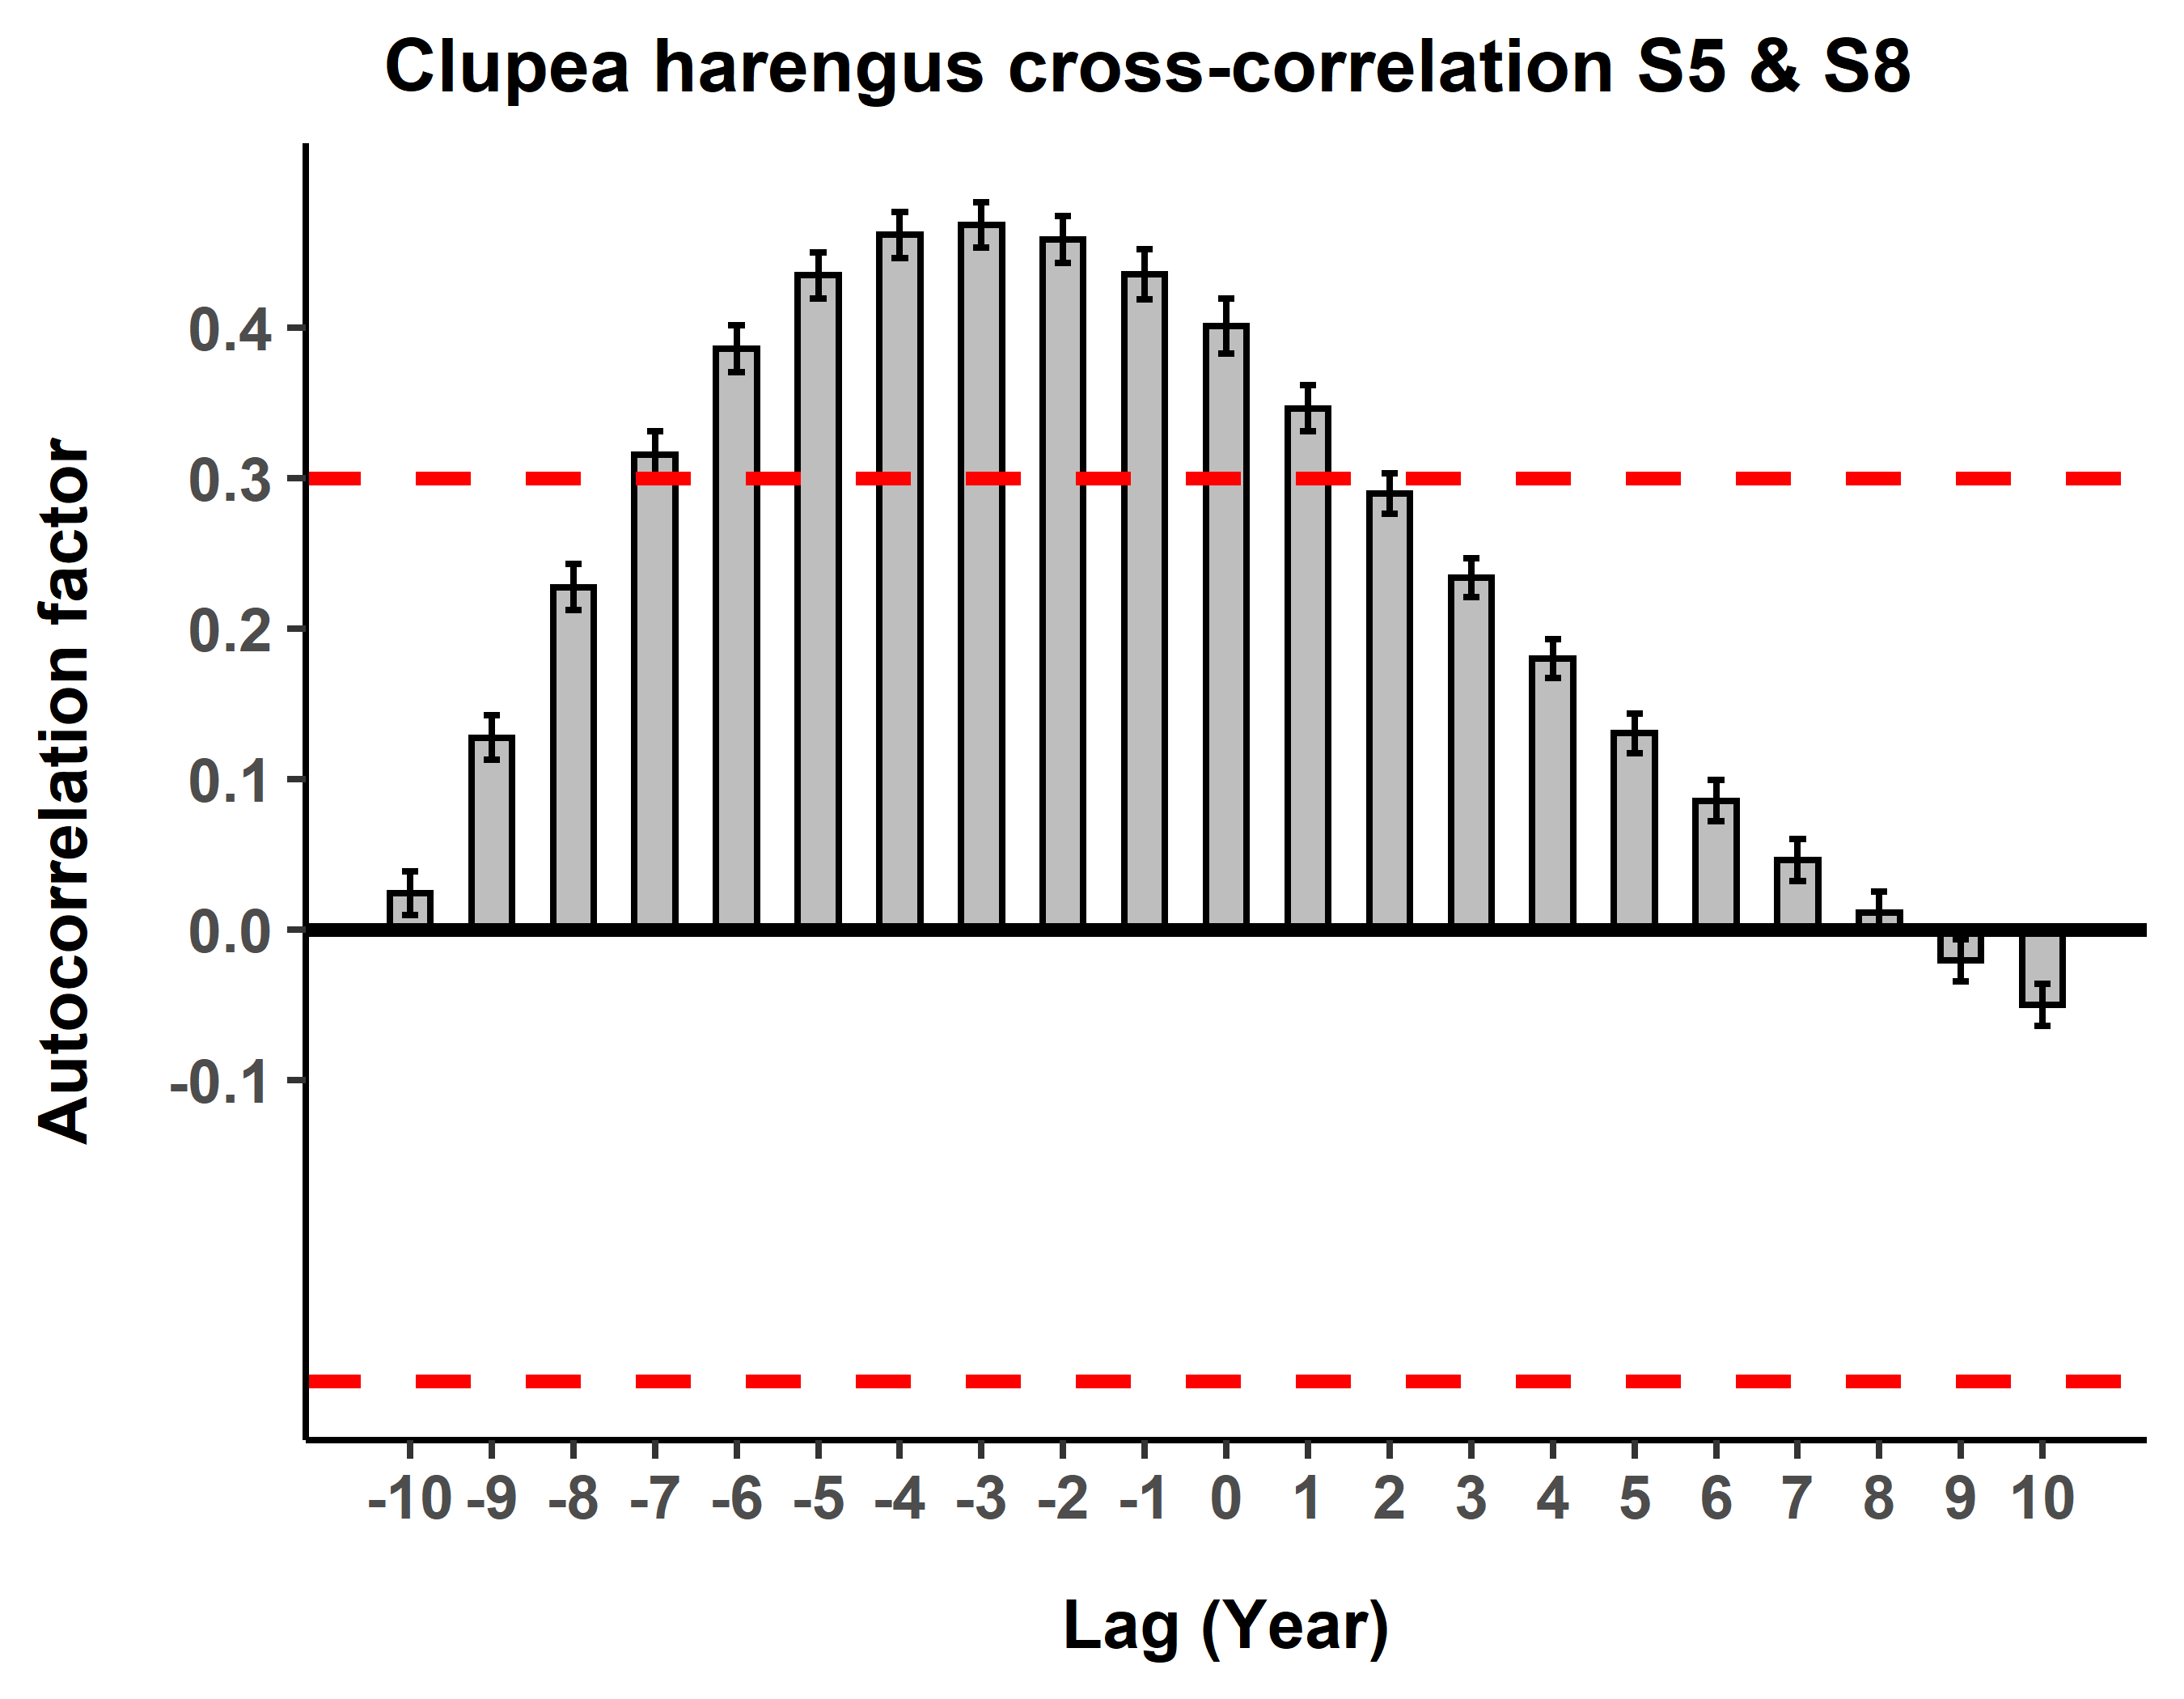 Clupea harengus cross-correlation S5 & S8
Autocorrelation factor
0.4
0.3
0.2
0.1
0.0
-0.1
-10 -9 -8 -7 -6 -5 -4 -3 -2 -1 0 1 2 3 4 5 6 7 8 9 10
Lag (Year)